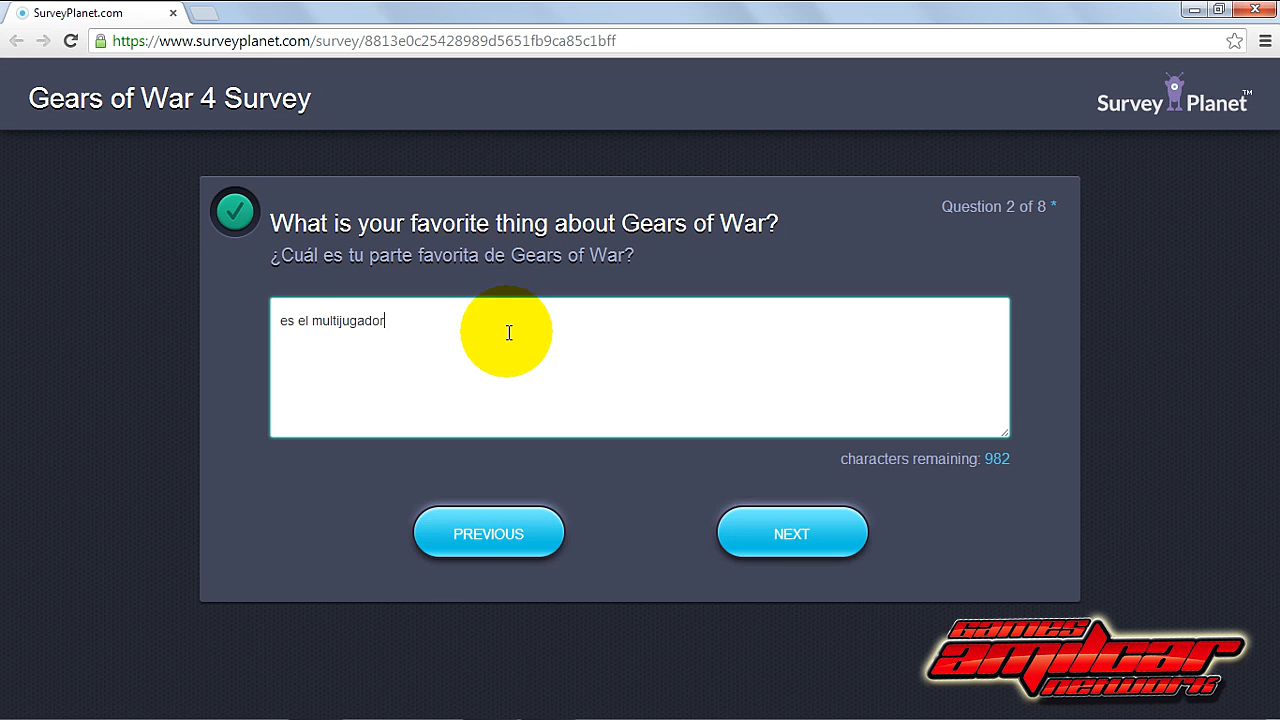 SurveyPlanet.com
https://www.surveyplanet.com/survey/8813e0c25428989d5651fb9ca85c1bff
Gears of War 4 Survey
Survey Planet™
What is your favorite thing about Gears of War?
Question 2 of 8 *
¿Cuál es tu parte favorita de Gears of War?
es el multijugador
characters remaining: 982
PREVIOUS
NEXT
GAMES
AMILCAR
NETWORK